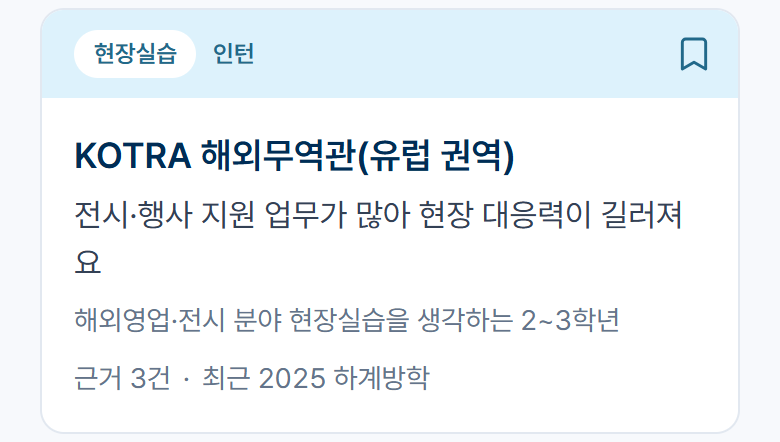 현장실습 인턴
KOTRA 해외무역관(유럽 권역)
전시·행사 지원 업무가 많아 현장 대응력이 길러져
요
해외영업·전시 분야 현장실습을 생각하는 2~3학년
근거 3건 · 최근 2025 하계방학